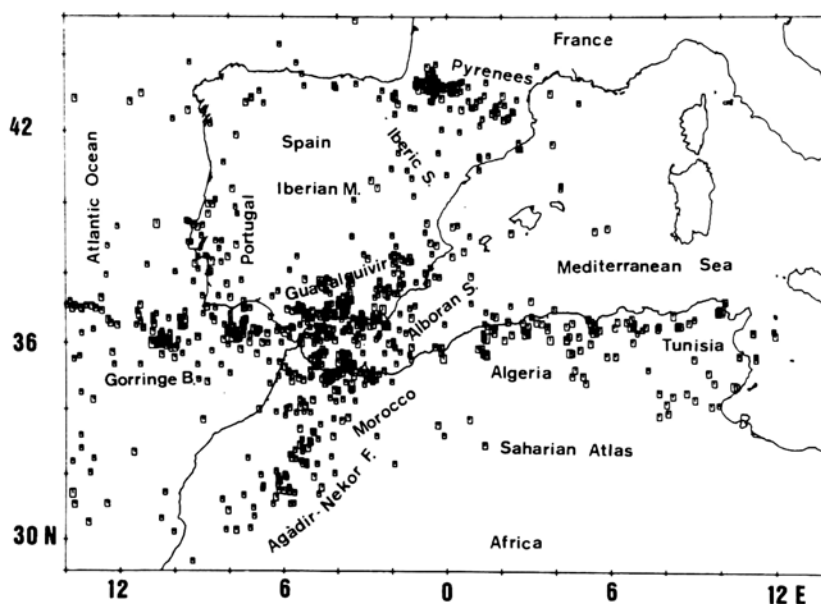 France
Pyrenees
42
Spain
Iberic S.
Iberian M.
Atlantic Ocean
Portugal
Guadalquivir
Mediterranean Sea
Alboran S.
36
Tunisia
Gorringe B.
Algeria
Morocco
Saharian Atlas
Agàdir-Nekor F.
30 N
Africa
12
6
0
6
12 E